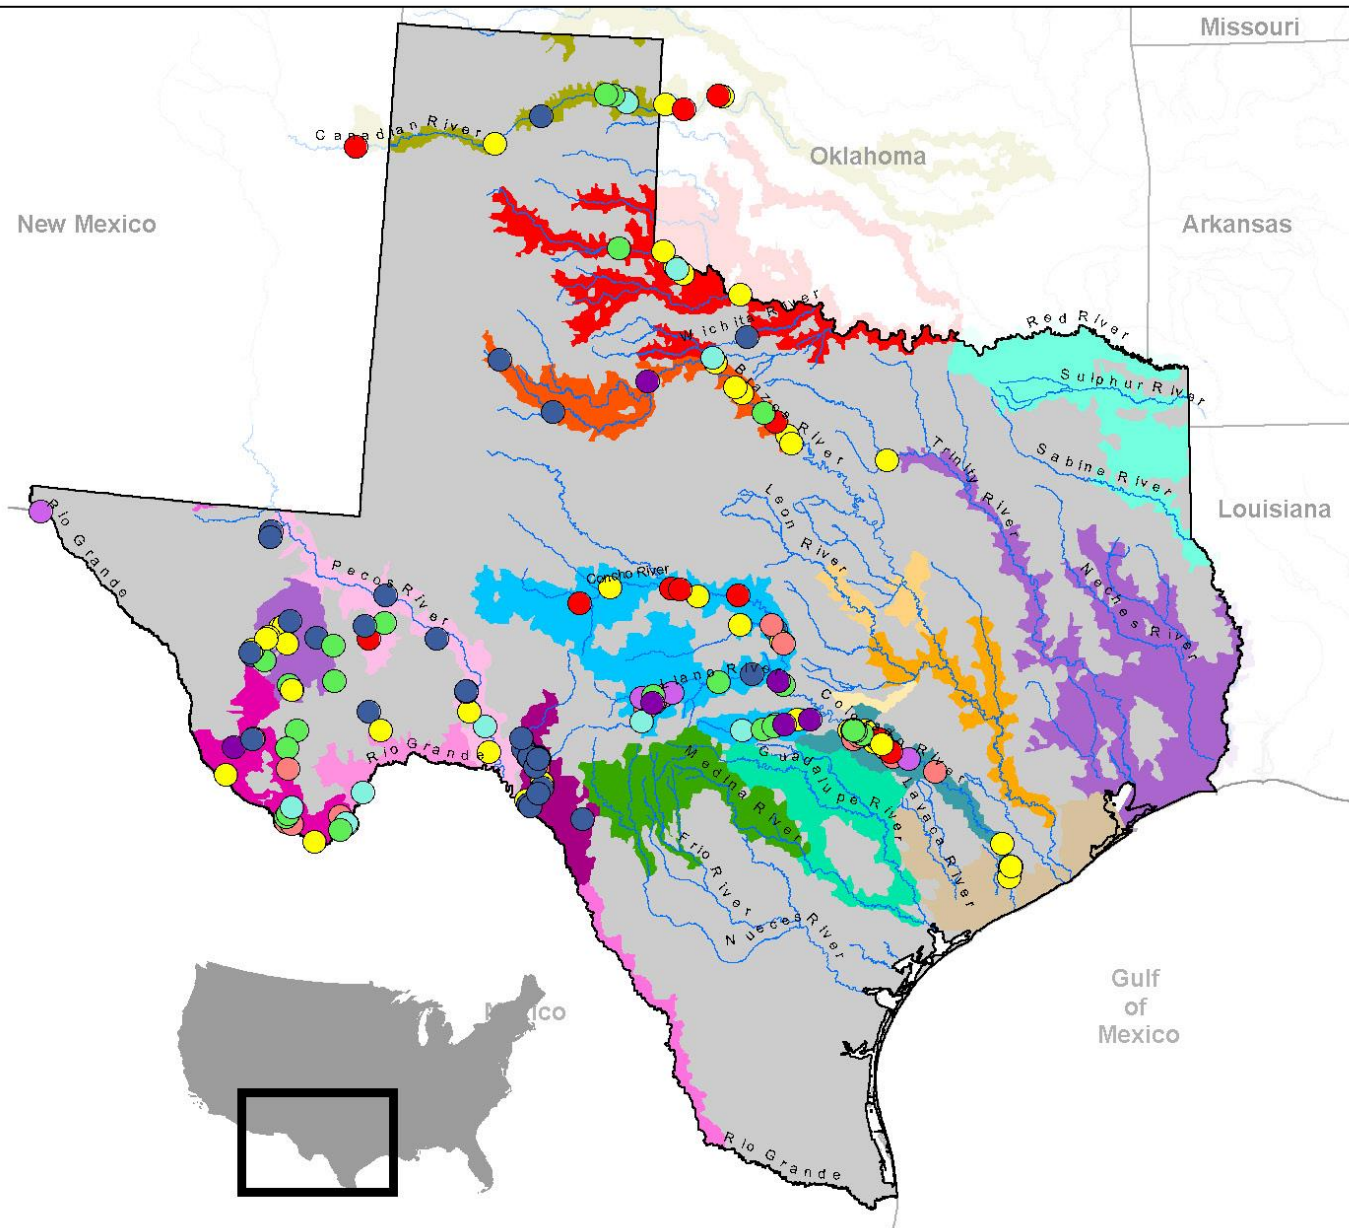 Missouri
Canadian River
Oklahoma
New Mexico
Arkansas
Wichita River
Red River
Sulphur River
Brazos River
Trinity River
Sabine River
Leon River
Louisiana
Rio Grande
Pecos River
Concho River
Neches River
Llano River
Colorado River
Rio Grande
Guadalupe River
Medina River
Lavaca River
Frio River
Nueces River
Gulf
of
Mexico
Rio Grande